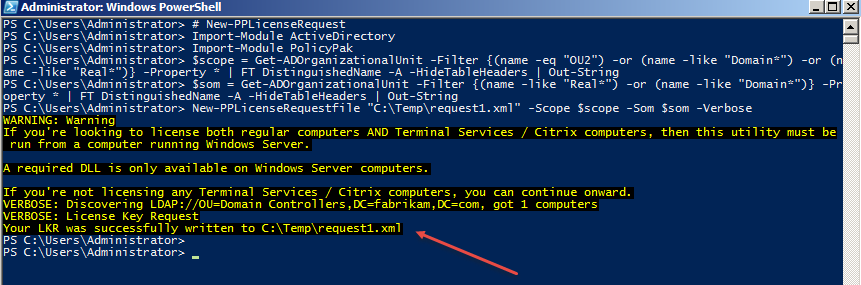 Administrator: Windows PowerShell
PS C:\Users\Administrator> # New-PPLicenseRequest
PS C:\Users\Administrator> Import-Module ActiveDirectory
PS C:\Users\Administrator> Import-Module PolicyPak
PS C:\Users\Administrator> $scope = Get-ADOrganizationalUnit -Filter {(name -eq "OU2") -or (name -like "Domain*") -or (n
ame -like "Real*")} -Property * | FT DistinguishedName -A -HideTableHeaders | Out-String
PS C:\Users\Administrator> $som = Get-ADOrganizationalUnit -Filter {(name -like "Real*") -or (name -like "Domain*")} -Pr
operty * | FT DistinguishedName -A -HideTableHeaders | Out-String
PS C:\Users\Administrator> New-PPLicenseRequestfile "C:\Temp\request1.xml" -Scope $scope -Som $som -Verbose
WARNING: Warning
If you're looking to license both regular computers AND Terminal Services / Citrix computers, then this utility must be
run from a computer running Windows Server.
A required DLL is only available on Windows Server computers.
If you're not licensing any Terminal Services / Citrix computers, you can continue onward.
VERBOSE: Discovering LDAP://OU=Domain Controllers,DC=fabrikam,DC=com, got 1 computers
VERBOSE: License Key Request
Your LKR was successfully written to C:\Temp\request1.xml
PS C:\Users\Administrator>
PS C:\Users\Administrator> _